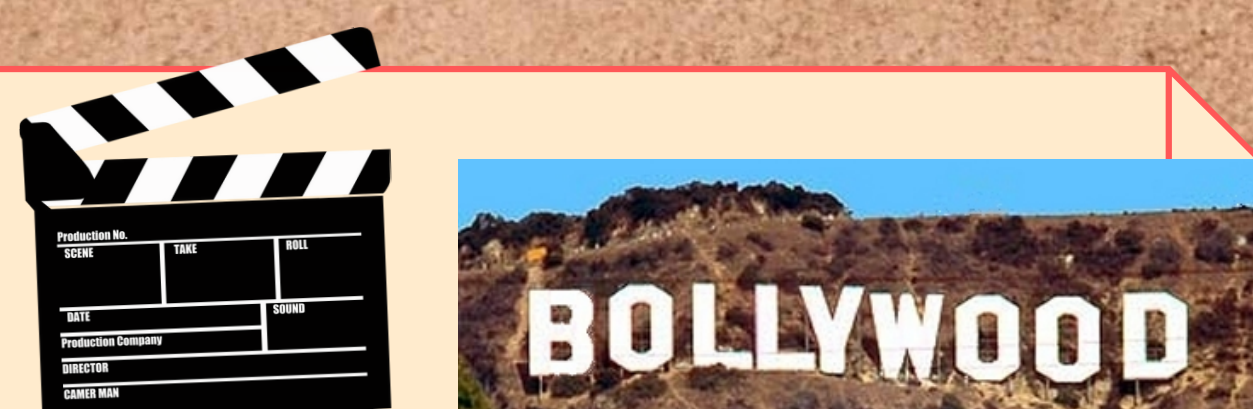 Production No.
SCENE TAKE ROLL
DATE SOUND
Production Company
DIRECTOR
CAMER MAN
BOLLYWOOD